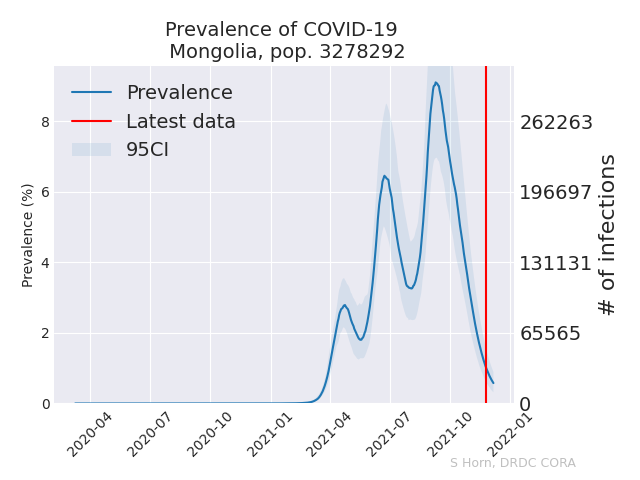 Prevalence of COVID-19
Mongolia, pop. 3278292
Prevalence
Latest data
95CI
Prevalence (%)
8
6
4
2
0
262263
196697
131131
65565
0
# of infections
2020-04
2020-07
2020-10
2021-01
2021-04
2021-07
2021-10
2022-01
S Horn, DRDC CORA